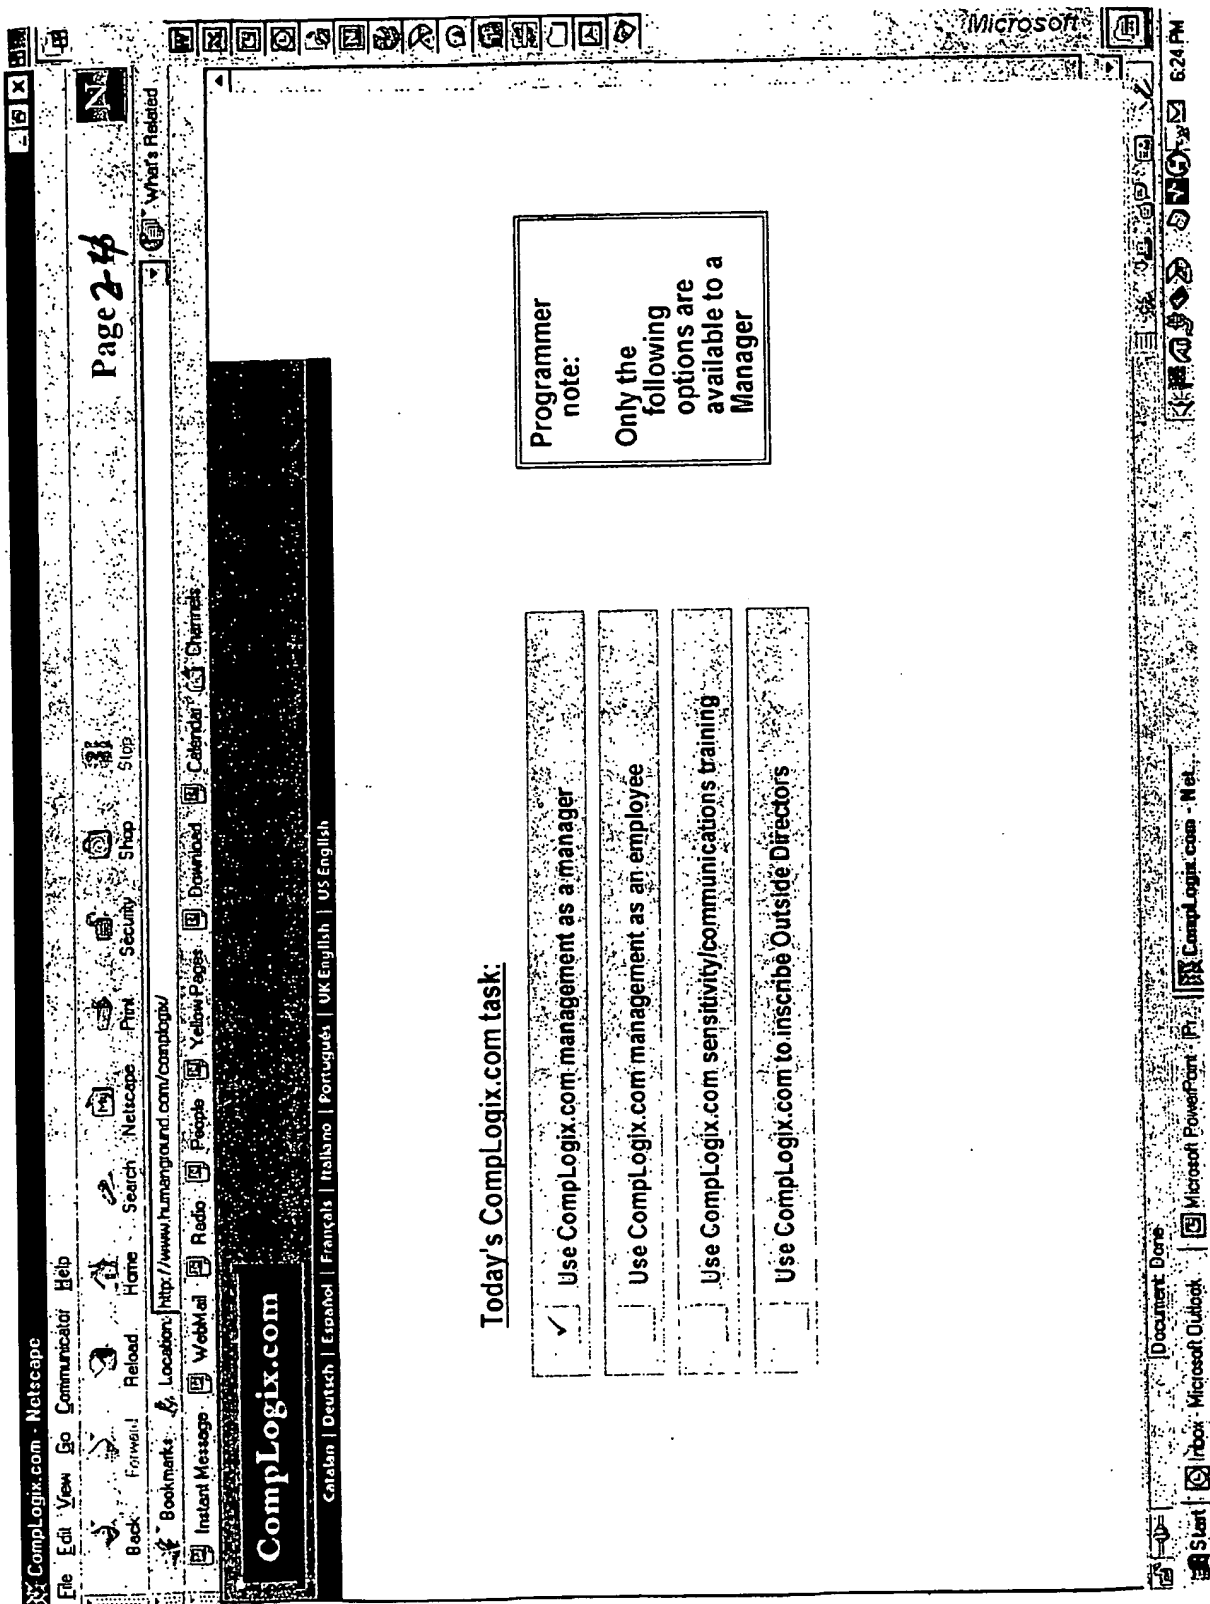 CompLogix.com - Netscape
File Edit View Go Communicator Help
Back Forward Reload Home Search Netscape Print Security Shop Stop
Page 2-
N
Bookmarks Location: http://www.humanground.com/complogix/ What's Related
Instant Message WebMail Radio People Yellow Pages Download Calendar Channels
CompLogix.com
Catalan | Deutsch | Español | Français | Italiano | Português | UK English | US English
Today's CompLogix.com task:
✓ Use CompLogix.com management as a manager
Use CompLogix.com management as an employee
Use CompLogix.com sensitivity/communications training
Use CompLogix.com to inscribe Outside Directors
Programmer
note:
Only the
following
options are
available to a
Manager
Microsoft
Document: Done
Start Inbox - Microsoft Outlook Microsoft PowerPoint - [Pr... CompLogix.com - Net... 6:24 PM